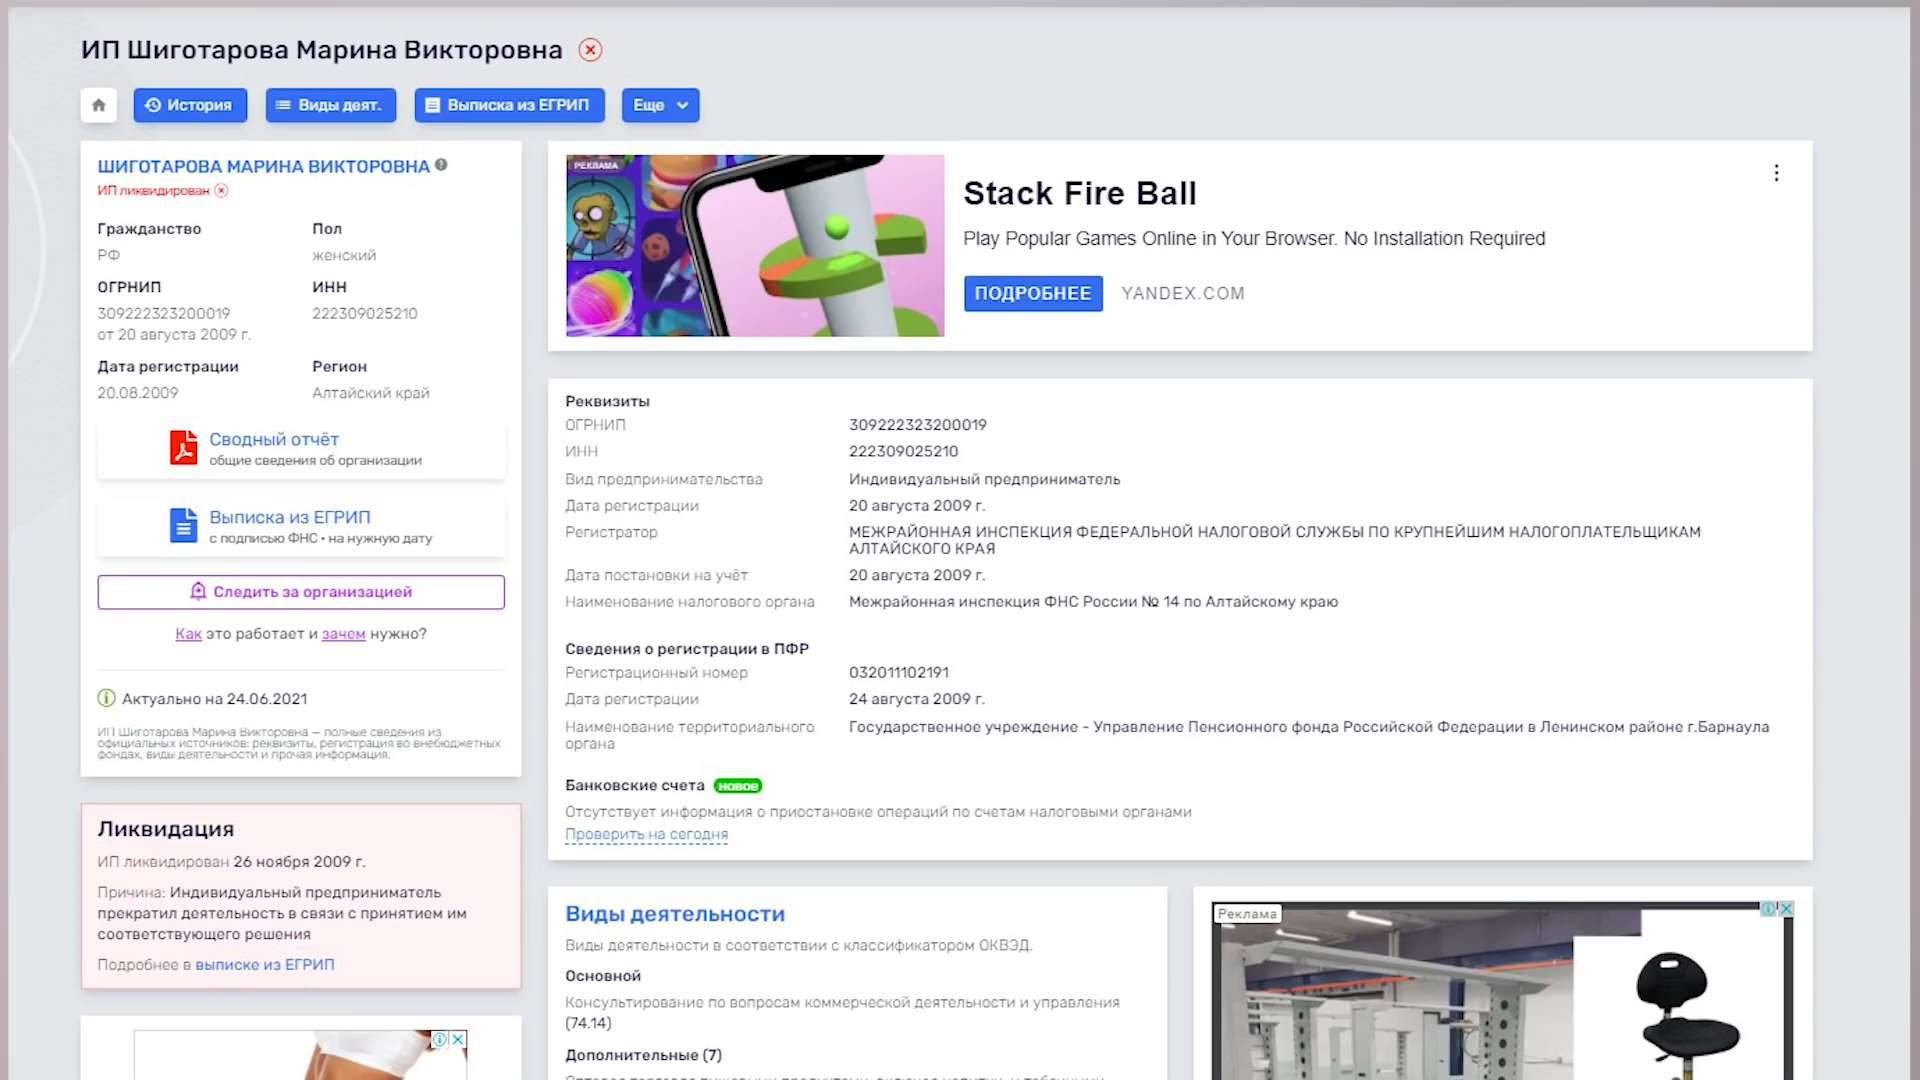 ИП Шиготарова Марина Викторовна
История
Виды деят.
Выписка из ЕГРИП
Еще
ШИГОТАРОВА МАРИНА ВИКТОРОВНА
ИП ликвидирован
Гражданство
Пол
РФ
женский
ОГРНИП
ИНН
309222323200019
222309025210
от 20 августа 2009 г.
Дата регистрации
Регион
20.08.2009
Алтайский край
Сводный отчёт
общие сведения об организации
Выписка из ЕГРИП
с подписью ФНС • на нужную дату
Следить за организацией
Как это работает и зачем нужно?
Актуально на 24.06.2021
ИП Шиготарова Марина Викторовна — полные сведения из
официальных источников: реквизиты, регистрация во внебюджетных
фондах, виды деятельности и прочая информация.
Ликвидация
ИП ликвидирован 26 ноября 2009 г.
Причина: Индивидуальный предприниматель
прекратил деятельность в связи с принятием им
соответствующего решения
Подробнее в выписке из ЕГРИП
РЕКЛАМА
Stack Fire Ball
Play Popular Games Online in Your Browser. No Installation Required
ПОДРОБНЕЕ
YANDEX.COM
Реквизиты
ОГРНИП
309222323200019
ИНН
222309025210
Вид предпринимательства
Индивидуальный предприниматель
Дата регистрации
20 августа 2009 г.
Регистратор
МЕЖРАЙОННАЯ ИНСПЕКЦИЯ ФЕДЕРАЛЬНОЙ НАЛОГОВОЙ СЛУЖБЫ ПО КРУПНЕЙШИМ НАЛОГОПЛАТЕЛЬЩИКАМ
АЛТАЙСКОГО КРАЯ
Дата постановки на учёт
20 августа 2009 г.
Наименование налогового органа
Межрайонная инспекция ФНС России № 14 по Алтайскому краю
Сведения о регистрации в ПФР
Регистрационный номер
032011102191
Дата регистрации
24 августа 2009 г.
Наименование территориального
органа
Государственное учреждение - Управление Пенсионного фонда Российской Федерации в Ленинском районе г.Барнаула
Банковские счета новое
Отсутствует информация о приостановке операций по счетам налоговыми органами
Проверить на сегодня
Виды деятельности
Виды деятельности в соответствии с классификатором ОКВЭД.
Основной
Консультирование по вопросам коммерческой деятельности и управления
(74.14)
Дополнительные (7)
Реклама